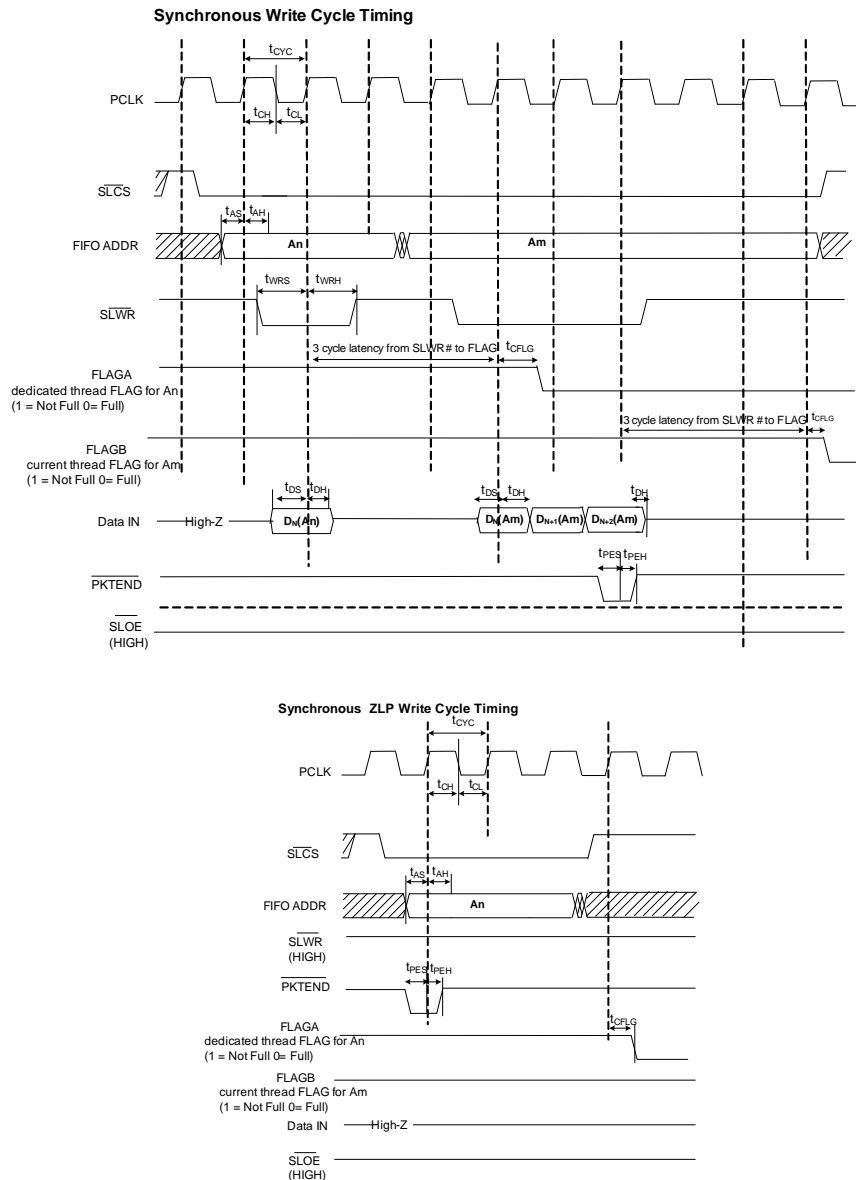 Synchronous Write Cycle Timing
tCYC
PCLK
tCH tCL
SLCS
tAS tAH
FIFO ADDR An Am
tWRS tWRH
SLWR
3 cycle latency from SLWR# to FLAG tCFLG
FLAGA
dedicated thread FLAG for An
(1 = Not Full 0= Full)
3 cycle latency from SLWR # to FLAG tCFLG
FLAGB
current thread FLAG for Am
(1 = Not Full 0= Full)
tDS tDH tDS tDH tDH
Data IN High-Z DN(An) DN(Am) DN+1(Am) DN+2(Am)
tPES tPEH
PKTEND
SLOE
(HIGH)
Synchronous ZLP Write Cycle Timing
tCYC
PCLK
tCH tCL
SLCS
tAS tAH
FIFO ADDR An
SLWR
(HIGH)
tPES tPEH
PKTEND
FLAGA
dedicated thread FLAG for An
(1 = Not Full 0= Full)
tCFLG
FLAGB
current thread FLAG for Am
(1 = Not Full 0= Full)
Data IN High-Z
SLOE
(HIGH)